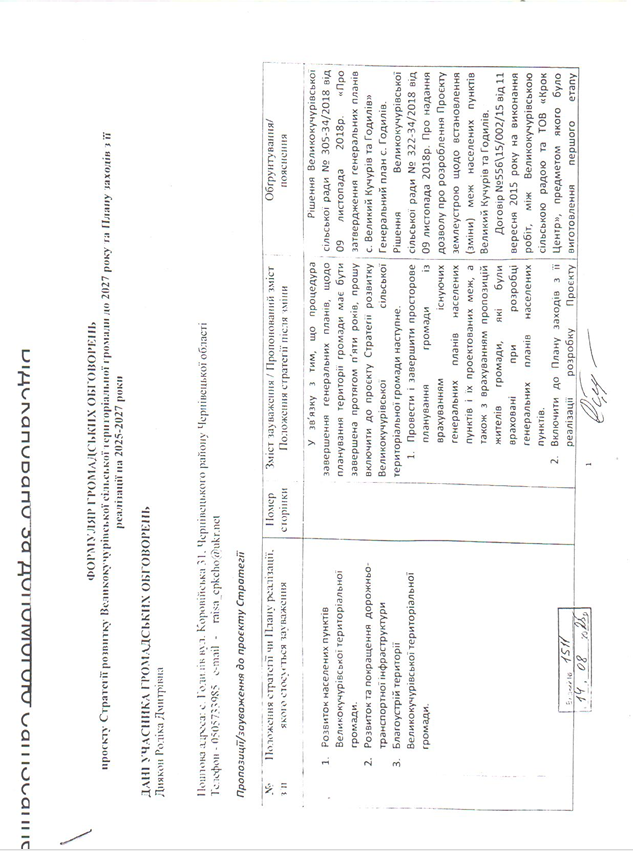 ФОРМУЛЯР ГРОМАДСЬКИХ ОБГОВОРЕНЬ
проєкту Стратегії розвитку Великокучурівської сільської територіальної громади до 2027 року та Плану заходів з її
реалізації на 2025-2027 роки
ДАНІ УЧАСНИКА ГРОМАДСЬКИХ ОБГОВОРЕНЬ
Диякон Родіка Дмитрівна
Поштова адреса: с. Годилів вул. Коровійська 31, Чернівецького району Чернівецької області
Телефон - 0505733985 e-mail - raisa_cpkcho@ukr.net
Пропозиції/зауваження до проєкту Стратегії
№
з/п
Положення стратегії чи Плану реалізації,
якого стосується зауваження
Номер
сторінки
Зміст зауваження / Пропонований зміст
Положення стратегії після зміни
Обґрунтування/
пояснення
1. Розвиток населених пунктів
Великокучурівської територіальної
громади.
2. Розвиток та покращення дорожньо-
транспортної інфраструктури
3. Благоустрій території
Великокучурівської територіальної
громади.
У зв'язку з тим, що процедура
завершення генеральних планів, щодо
планування території громади має бути
завершена протягом п'яти років, прошу
включити до проєкту Стратегії розвитку
Великокучурівської сільської
територіальної громади наступне.
1. Провести і завершити просторове
планування громади із
врахуванням існуючих
генеральних планів населених
пунктів і їх проектованих меж, а
також з врахуванням пропозицій
жителів громади, які були
враховані при розробці
генеральних планів населених
пунктів.
2. Включити до Плану заходів з її
реалізації розробку Проєкту
Рішення Великокучурівської
сільської ради № 305-34/2018 від
09 листопада 2018р. «Про
затвердження генеральних планів
с. Великий Кучурів та Годилів»
Генеральний план с. Годилів.
Рішення Великокучурівської
сільської ради № 322-34/2018 від
09 листопада 2018р. Про надання
дозволу про розроблення Проєкту
землеустрою щодо встановлення
(зміни) меж населених пунктів
Великий Кучурів та Годилів.
Договір №556\15/002/15 від 11
вересня 2015 року на виконання
робіт, між Великокучурівською
сільською радою та ТОВ «Крок
Центр», предметом якого було
виготовлення першого етапу
1
1511
14. 08